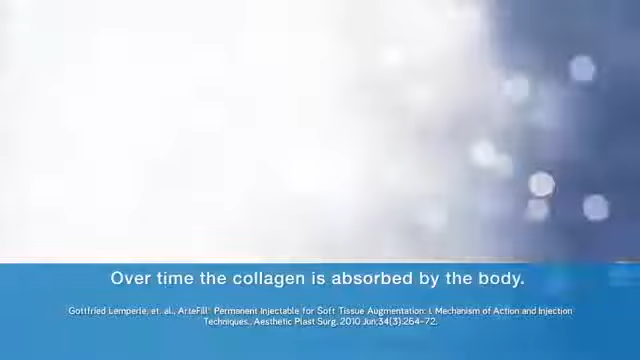 Over time the collagen is absorbed by the body.
Gottfried Lemperle, et. al., ArteFill® Permanent Injectable for Soft Tissue Augmentation: I. Mechanism of Action and Injection
Techniques., Aesthetic Plast Surg. 2010 Jun;34(3):264-72.